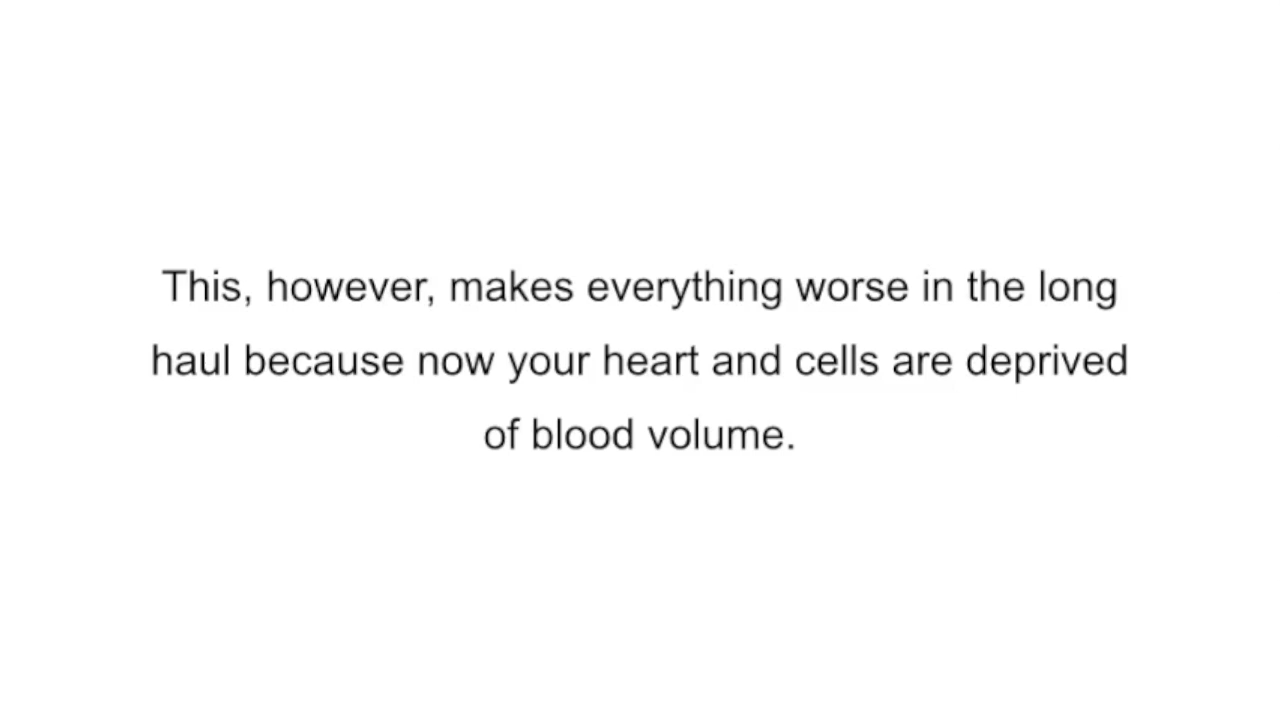 This, however, makes everything worse in the long
haul because now your heart and cells are deprived
of blood volume.